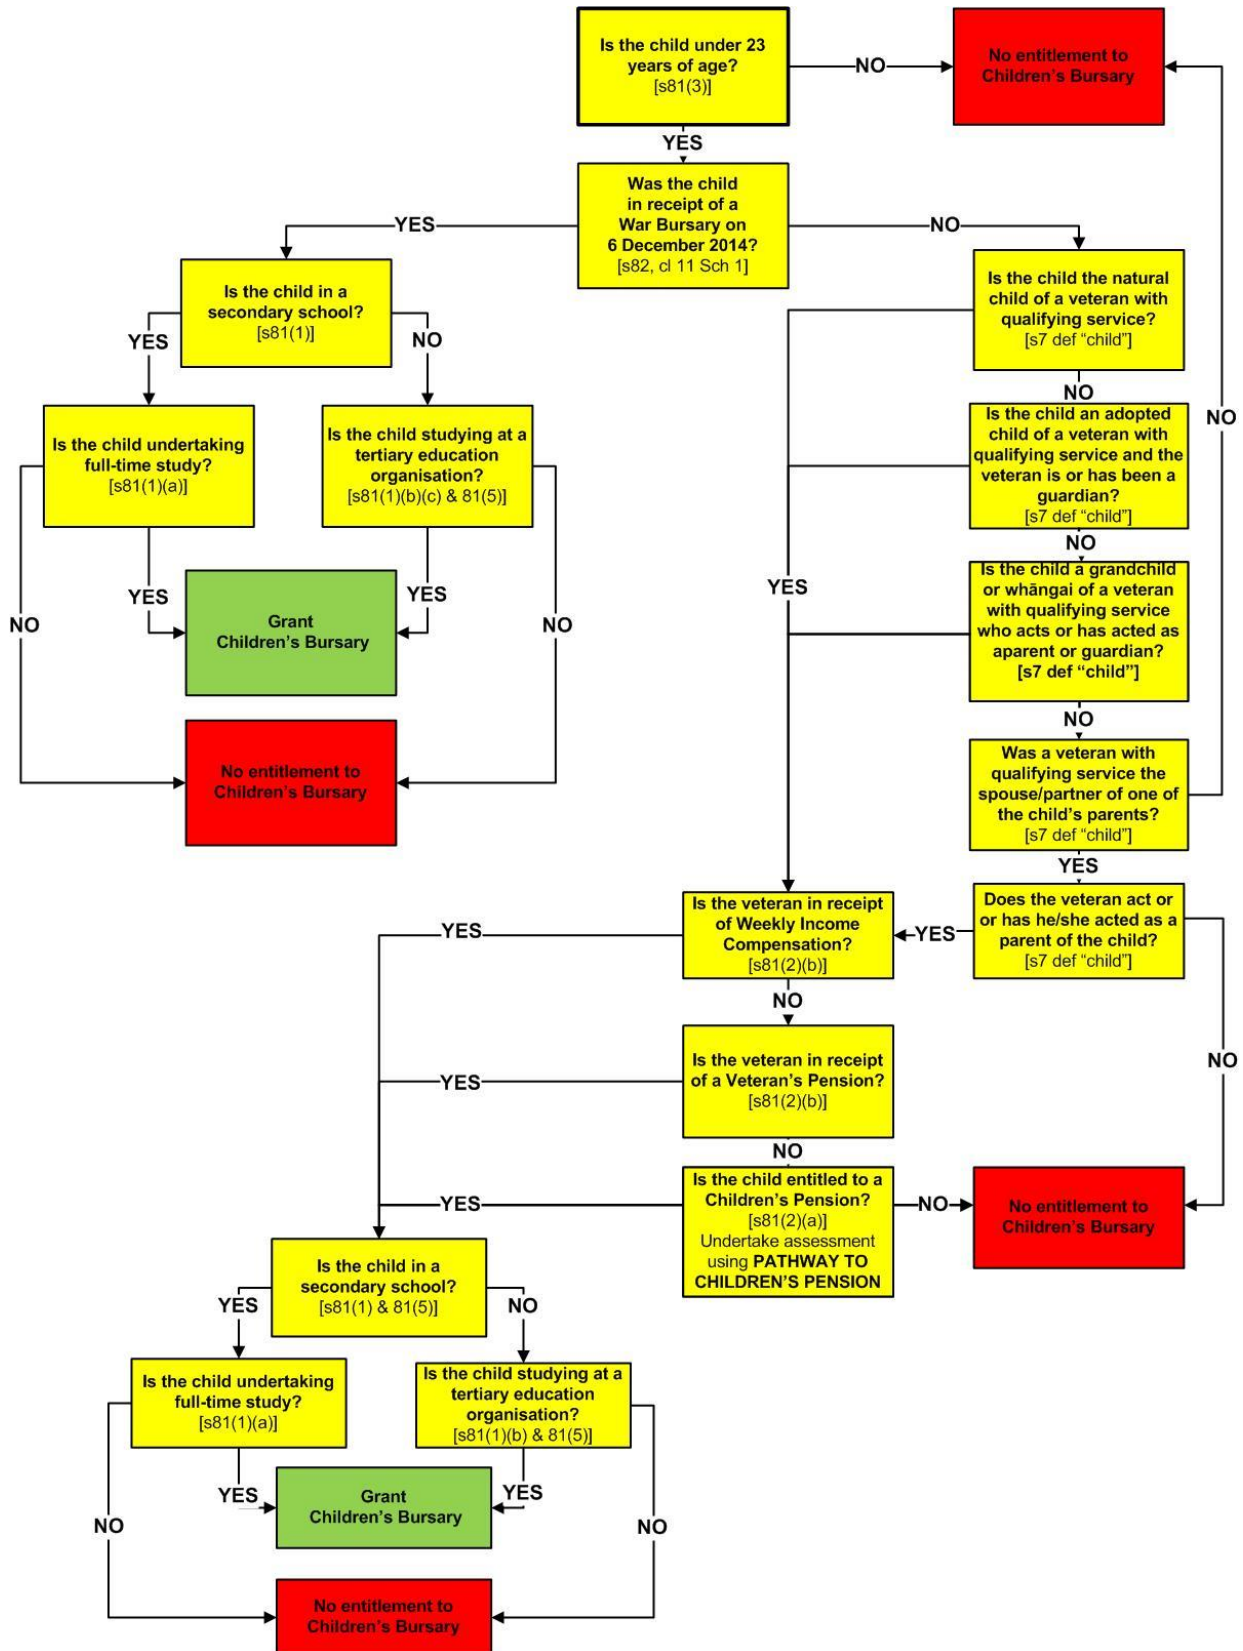 Is the child under 23
years of age?
[s81(3)]
NO
No entitlement to
Children's Bursary
YES
Was the child
in receipt of a
War Bursary on
6 December 2014?
[s82, cl 11 Sch 1]
YES
NO
Is the child in a
secondary school?
[s81(1)]
YES
NO
Is the child undertaking
full-time study?
[s81(1)(a)]
Is the child studying at a
tertiary education
organisation?
[s81(1)(b)(c) & 81(5)]
NO
YES
YES
NO
Grant
Children's Bursary
No entitlement to
Children's Bursary
Is the child the natural
child of a veteran with
qualifying service?
[s7 def "child"]
NO
Is the child an adopted
child of a veteran with
qualifying service and the
veteran is or has been a
guardian?
[s7 def "child"]
NO
NO
YES
Is the child a grandchild
or whāngai of a veteran
with qualifying service
who acts or has acted as
aparent or guardian?
[s7 def "child"]
NO
Was a veteran with
qualifying service the
spouse/partner of one of
the child's parents?
[s7 def "child"]
YES
Does the veteran act or
or has he/she acted as a
parent of the child?
[s7 def "child"]
YES
NO
Is the veteran in receipt
of Weekly Income
Compensation?
[s81(2)(b)]
YES
NO
Is the veteran in receipt
of a Veteran's Pension?
[s81(2)(b)]
YES
NO
Is the child entitled to a
Children's Pension?
[s81(2)(a)]
Undertake assessment
using PATHWAY TO
CHILDREN'S PENSION
YES
NO
No entitlement to
Children's Bursary
Is the child in a
secondary school?
[s81(1) & 81(5)]
YES
NO
Is the child undertaking
full-time study?
[s81(1)(a)]
Is the child studying at a
tertiary education
organisation?
[s81(1)(b) & 81(5)]
NO
YES
YES
NO
Grant
Children's Bursary
No entitlement to
Children's Bursary